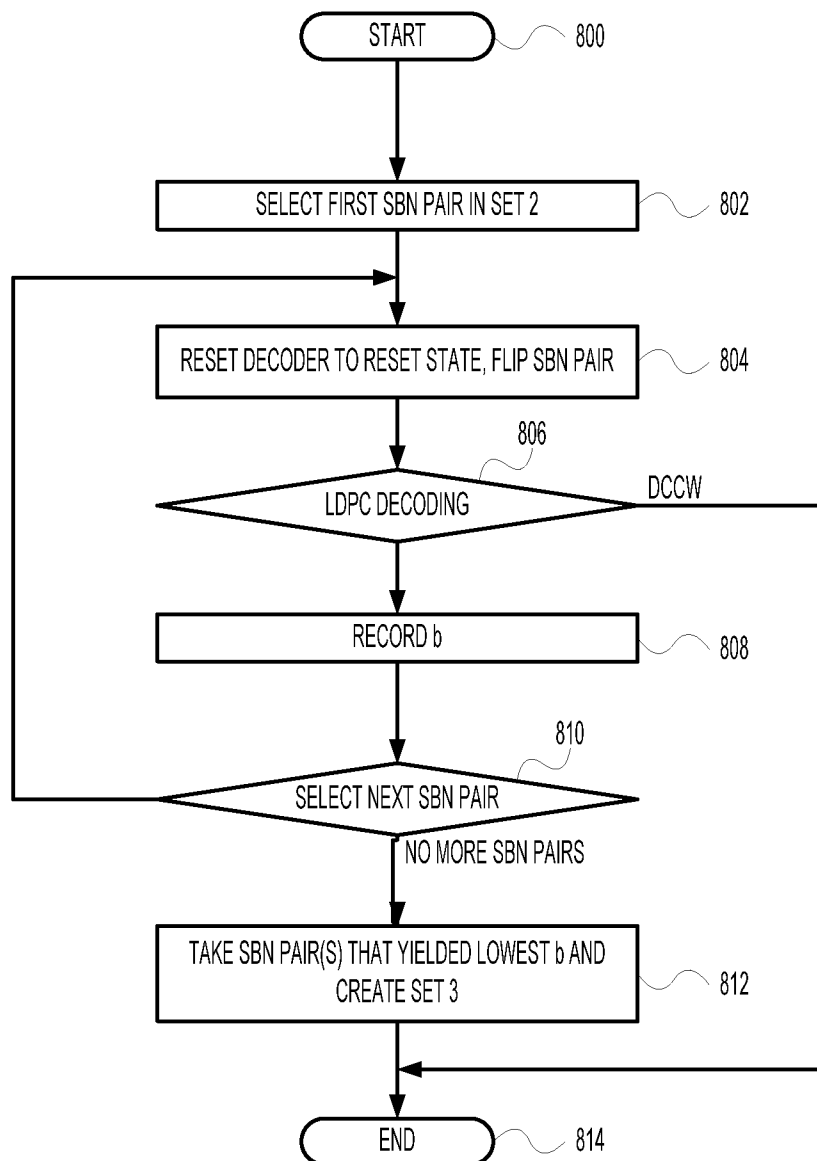 START
800
SELECT FIRST SBN PAIR IN SET 2
802
RESET DECODER TO RESET STATE, FLIP SBN PAIR
804
806
LDPC DECODING
DCCW
RECORD b
808
810
SELECT NEXT SBN PAIR
NO MORE SBN PAIRS
TAKE SBN PAIR(S) THAT YIELDED LOWEST b AND
CREATE SET 3
812
END
814